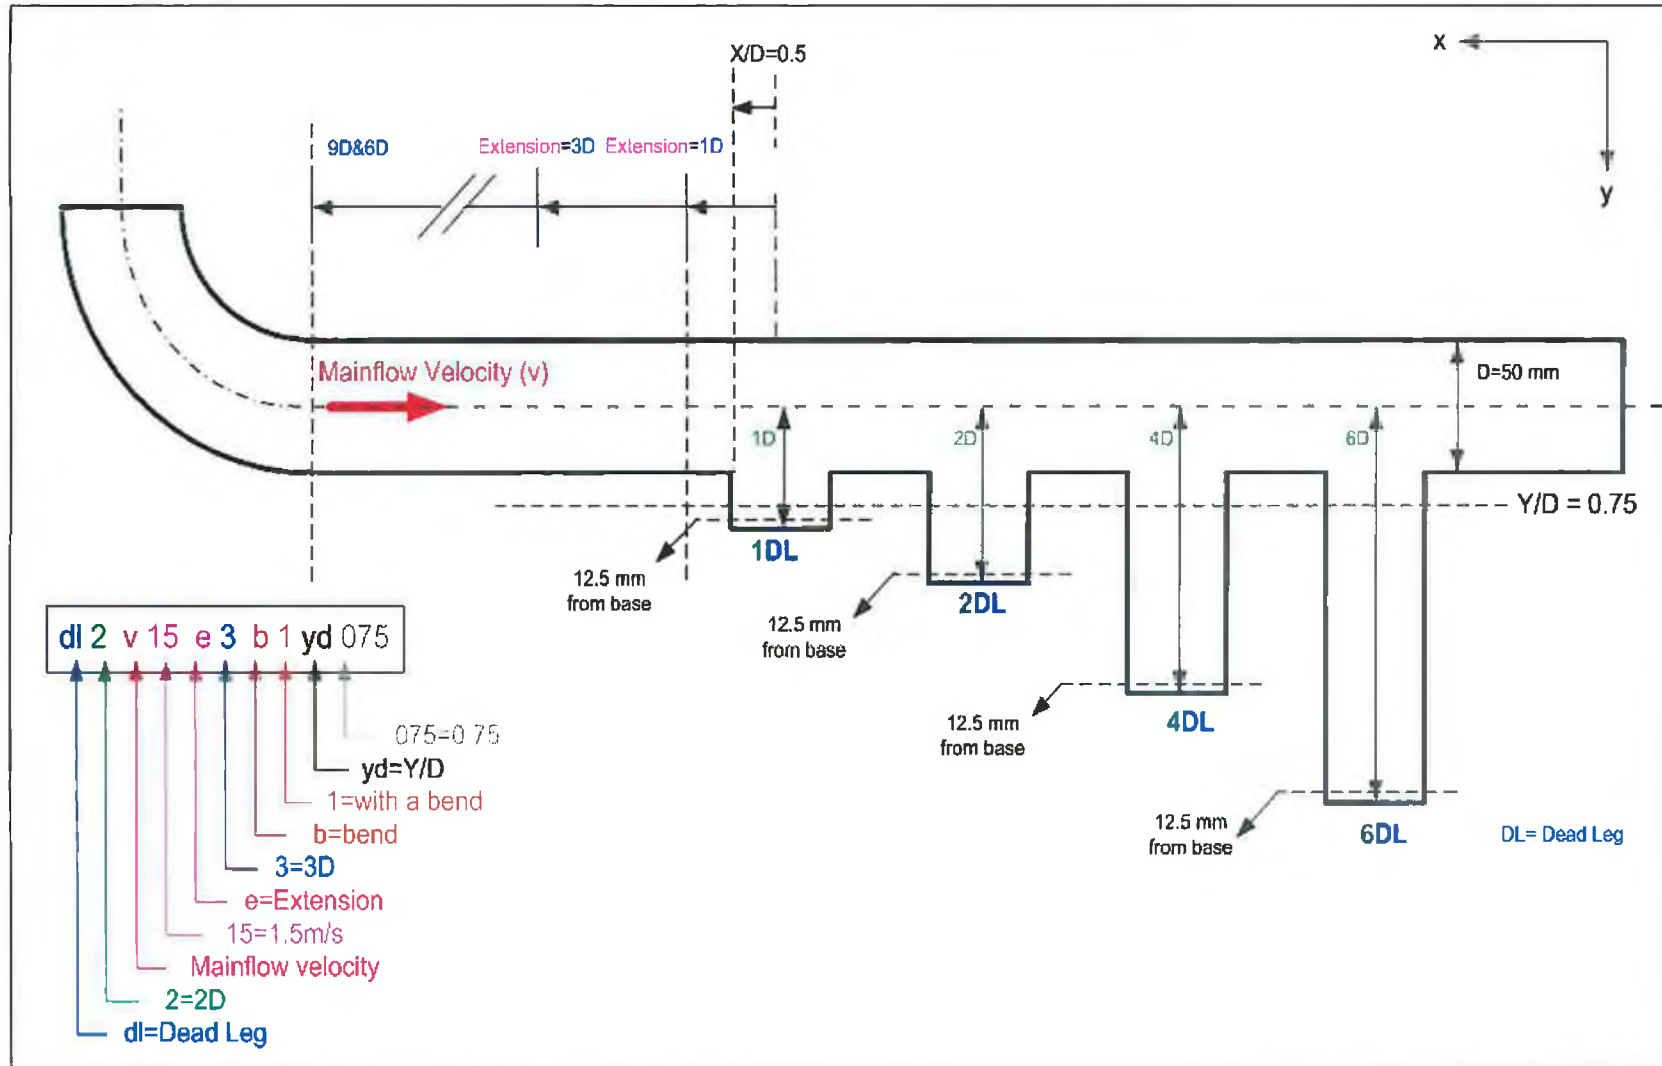 X/D=0.5
X
9D&6D
Extension=3D Extension=1D
y
Mainflow Velocity (v)
D=50 mm
1D
2D
4D
6D
Y/D = 0.75
1DL
12.5 mm
from base
2DL
12.5 mm
from base
4DL
12.5 mm
from base
6DL
12.5 mm
from base
DL= Dead Leg
dl 2 v 15 e 3 b 1 yd 075
075=0.75
yd=Y/D
1=with a bend
b=bend
3=3D
e=Extension
15=1.5m/s
Mainflow velocity
2=2D
dl=Dead Leg